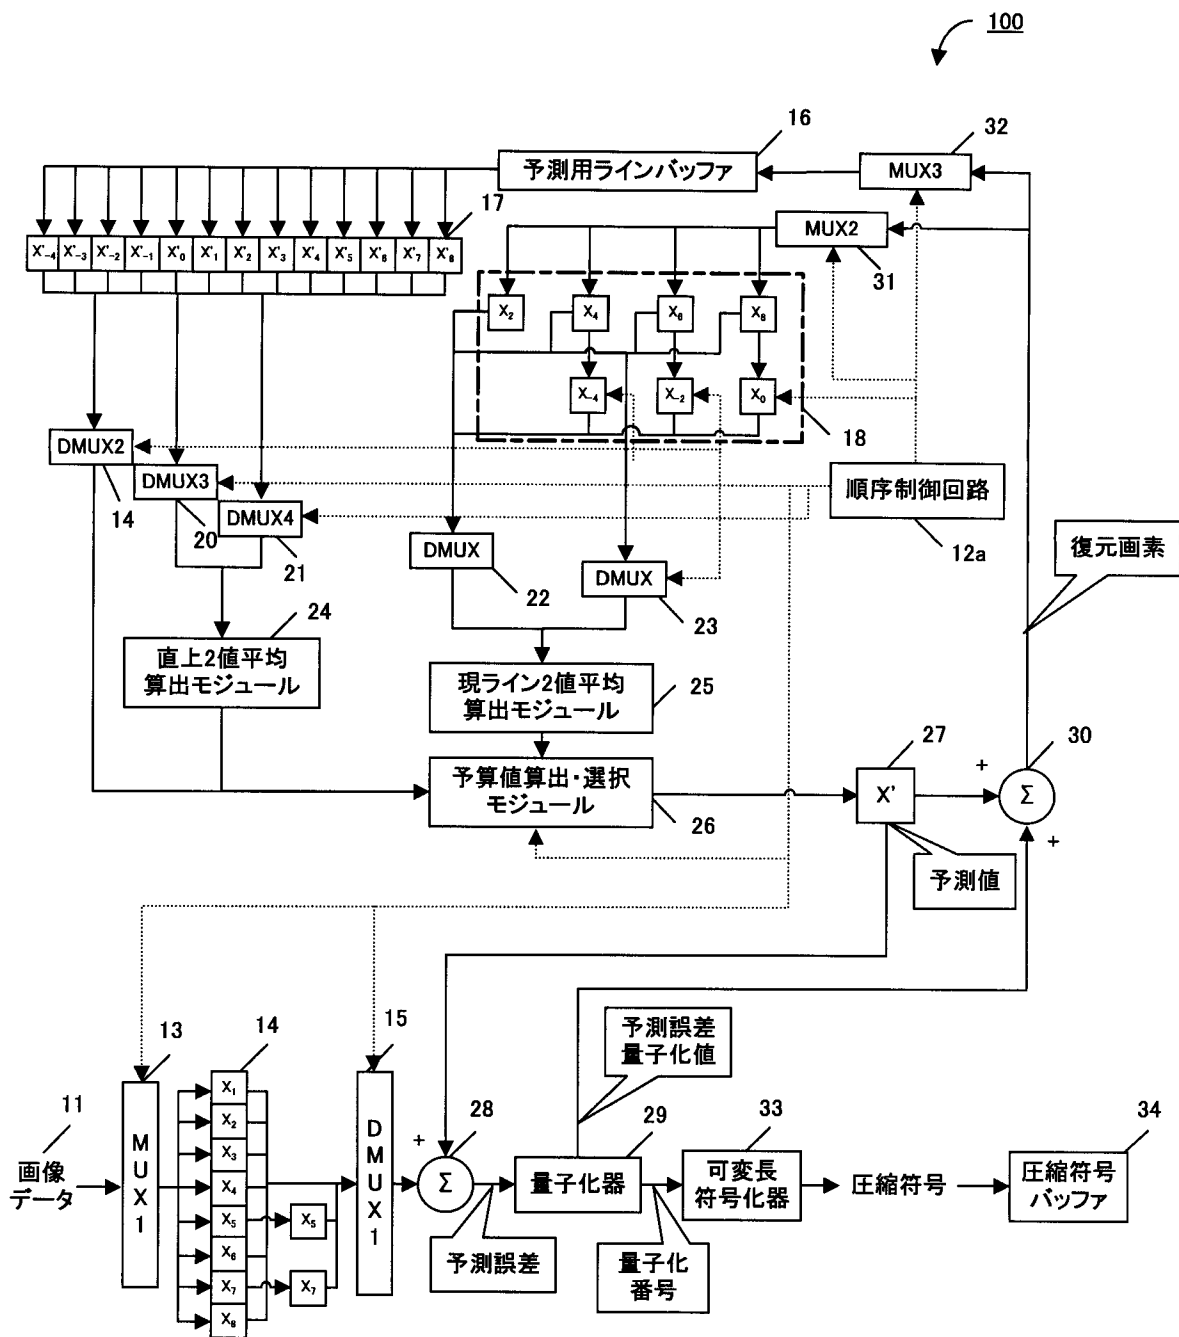 100
16
32
予測用ラインバッファ
MUX3
17
X'-4 X'-3 X'-2 X'-1 X'0 X'1 X'2 X'3 X'4 X'5 X'6 X'7 X'8
MUX2
31
X2 X4 X6 X8
X-4 X-2 X0
18
DMUX2
DMUX3
DMUX4
14
20
21
順序制御回路
12a
DMUX
22
DMUX
23
復元画素
24
直上2値平均
算出モジュール
現ライン2値平均
算出モジュール
25
予算値算出・選択
モジュール
26
27
X'
+
30
Σ
+
予測値
予測誤差
量子化値
11
画像
データ
13
MUX1
14
X1
X2
X3
X4
X5
X6
X7
X8
X5
X7
15
DMUX1
+
28
Σ
予測誤差
29
量子化器
量子化
番号
33
可変長
符号化器
圧縮符号
34
圧縮符号
バッファ